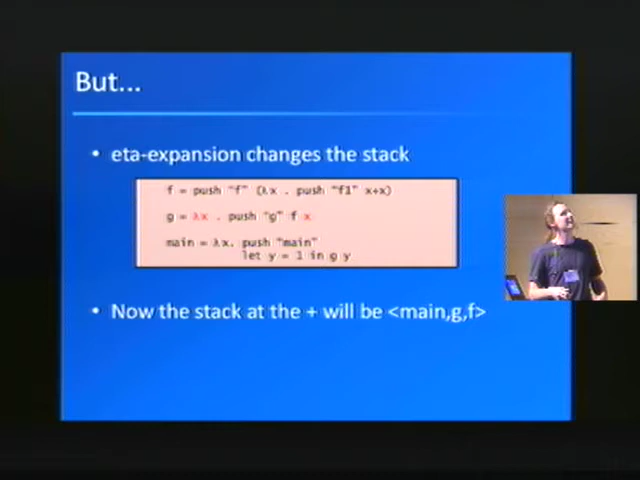 But...
• eta-expansion changes the stack
f = push "f" (λx . push "f1" x+x)
g = λx . push "g" f x
main = λx. push "main"
let y = 1 in g y
• Now the stack at the + will be <main,g,f>